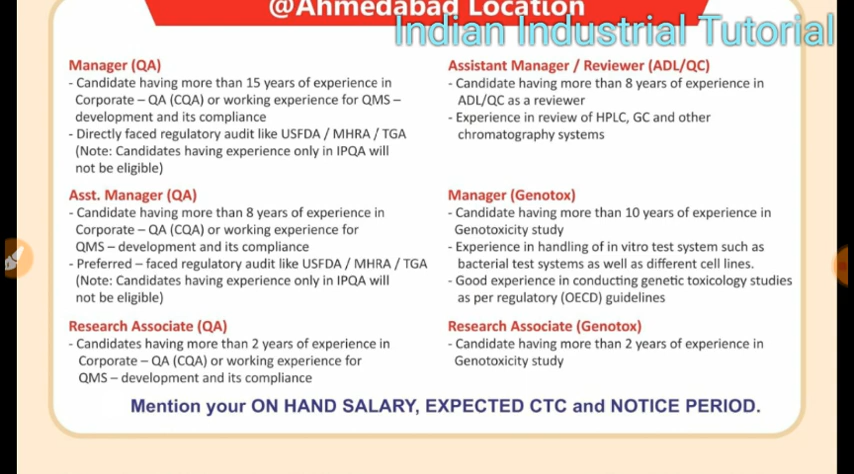 @Ahmedabad Location
Indian Industrial Tutorial
Manager (QA)
- Candidate having more than 15 years of experience in
Corporate – QA (CQA) or working experience for QMS –
development and its compliance
- Directly faced regulatory audit like USFDA / MHRA / TGA
(Note: Candidates having experience only in IPQA will
not be eligible)
Asst. Manager (QA)
- Candidate having more than 8 years of experience in
Corporate – QA (CQA) or working experience for
QMS – development and its compliance
- Preferred – faced regulatory audit like USFDA / MHRA / TGA
(Note: Candidates having experience only in IPQA will
not be eligible)
Research Associate (QA)
- Candidates having more than 2 years of experience in
Corporate – QA (CQA) or working experience for
QMS – development and its compliance
Assistant Manager / Reviewer (ADL/QC)
- Candidate having more than 8 years of experience in
ADL/QC as a reviewer
- Experience in review of HPLC, GC and other
chromatography systems
Manager (Genotox)
- Candidate having more than 10 years of experience in
Genotoxicity study
- Experience in handling of in vitro test system such as
bacterial test systems as well as different cell lines.
- Good experience in conducting genetic toxicology studies
as per regulatory (OECD) guidelines
Research Associate (Genotox)
- Candidate having more than 2 years of experience in
Genotoxicity study
Mention your ON HAND SALARY, EXPECTED CTC and NOTICE PERIOD.